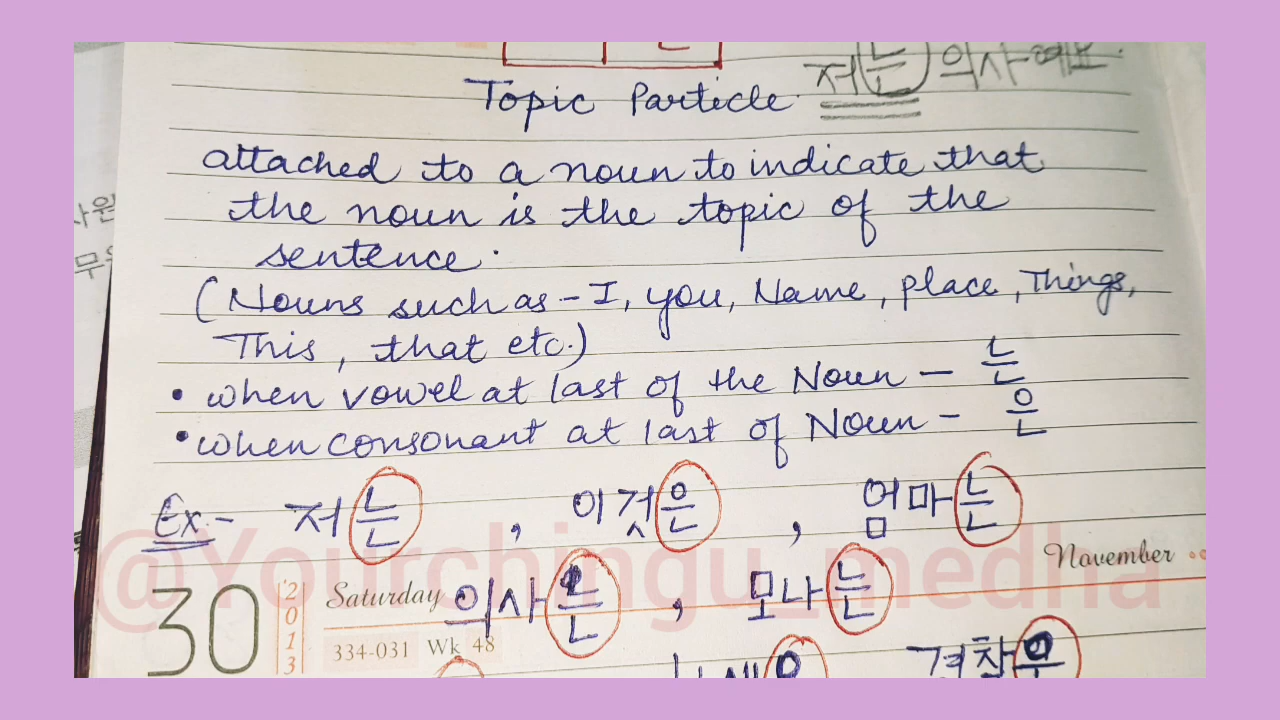 저는 의사예요.
Topic Particle.
attached to a noun to indicate that
the noun is the topic of the
sentence.
(Nouns such as - I, you, Name, place, Things,
This, that etc.)
• when vowel at last of the Noun - 는
• when consonant at last of Noun - 은
Ex - 저는, 이것은, 엄마는
@Yourchingu_medha
November
30 2013 Saturday 의사는, 모나는
334-031 Wk 48
경찰은